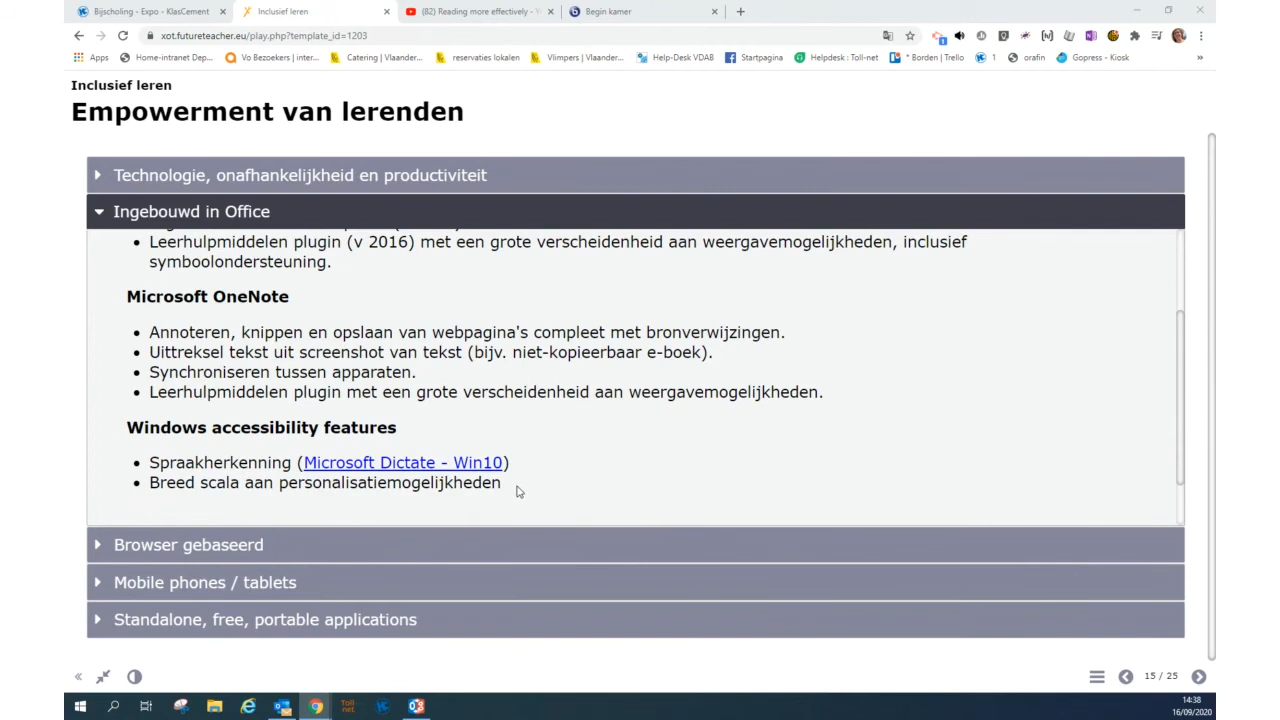 Bijscholing - Expo - KlasCement
Inclusief leren
(82) Reading more effectively - Y
Begin kamer
xot.futureteacher.eu/play.php?template_id=1203
Apps
Home-intranet Dep...
Vo Bezoekers | inter...
Catering | Vlaander...
reservaties lokalen
Vlimpers | Vlaander...
Help-Desk VDAB
Startpagina
Helpdesk : Toll-net
* Borden | Trello
1
orafin
Gopress - Kiosk
»
Inclusief leren
Empowerment van lerenden
Technologie, onafhankelijkheid en productiviteit
Ingebouwd in Office
• Leerhulpmiddelen plugin (v 2016) met een grote verscheidenheid aan weergavemogelijkheden, inclusief
symboolondersteuning.
Microsoft OneNote
• Annoteren, knippen en opslaan van webpagina's compleet met bronverwijzingen.
• Uittreksel tekst uit screenshot van tekst (bijv. niet-kopieerbaar e-boek).
• Synchroniseren tussen apparaten.
• Leerhulpmiddelen plugin met een grote verscheidenheid aan weergavemogelijkheden.
Windows accessibility features
• Spraakherkenning (Microsoft Dictate - Win10)
• Breed scala aan personalisatiemogelijkheden
Browser gebaseerd
Mobile phones / tablets
Standalone, free, portable applications
15 / 25
14:38
16/09/2020